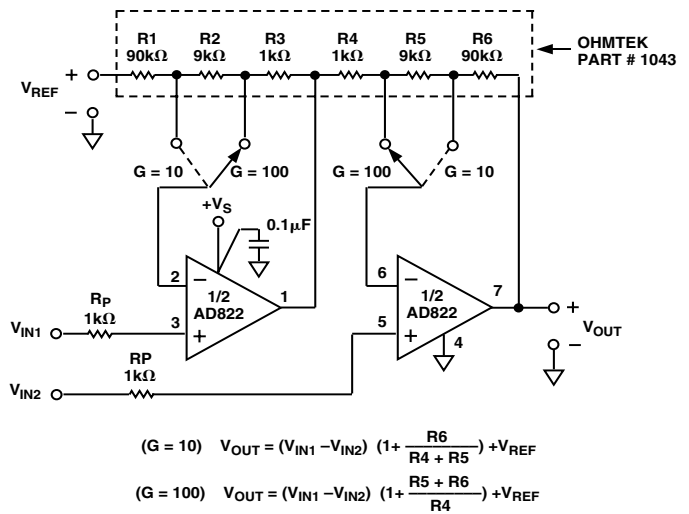 R1 R2 R3 R4 R5 R6
90kΩ 9kΩ 1kΩ 1kΩ 9kΩ 90kΩ
OHMTEK
PART # 1043
VREF
+
−
G = 10
G = 100
G = 100
G = 10
+VS
0.1μF
2
−
1/2
AD822
1
3
+
6
−
1/2
AD822
7
5
+
4
RP
1kΩ
VIN1
RP
1kΩ
VIN2
+
VOUT
−
(G = 10) VOUT = (VIN1 –VIN2) (1+ R6 / R4 + R5) +VREF
(G = 100) VOUT = (VIN1 –VIN2) (1+ R5 + R6 / R4) +VREF